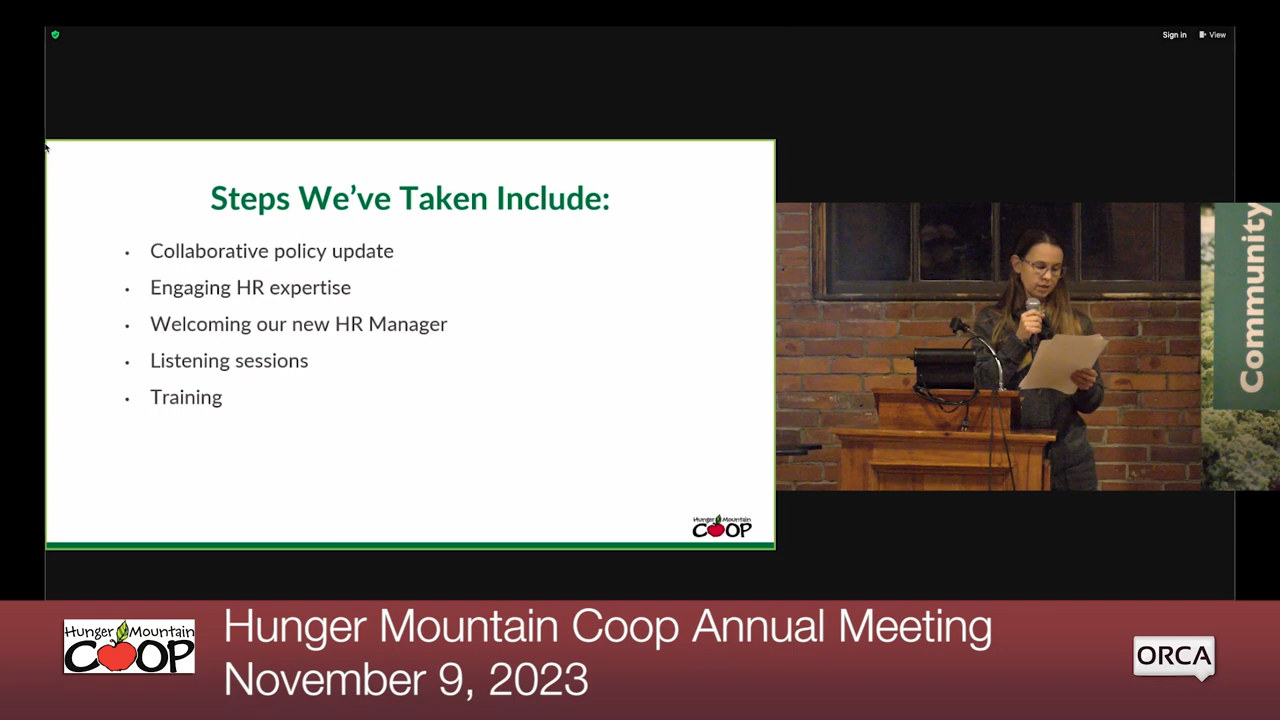 Sign in
View
Steps We've Taken Include:
• Collaborative policy update
• Engaging HR expertise
• Welcoming our new HR Manager
• Listening sessions
• Training
Hunger Mountain
COOP
Community
Hunger Mountain
COOP
Hunger Mountain Coop Annual Meeting
November 9, 2023
ORCA